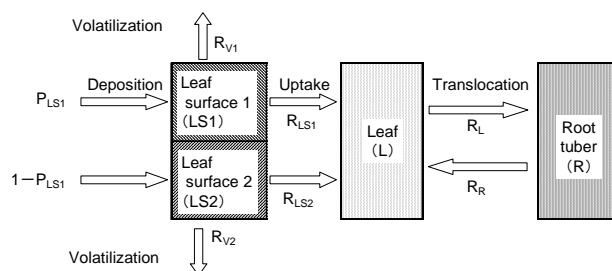 Volatilization
R_V1
Deposition
P_LS1
Leaf
surface 1
（LS1）
Uptake
R_LS1
Leaf
（L）
Translocation
R_L
Root
tuber
（R）
1－P_LS1
Leaf
surface 2
（LS2）
R_LS2
R_R
R_V2
Volatilization